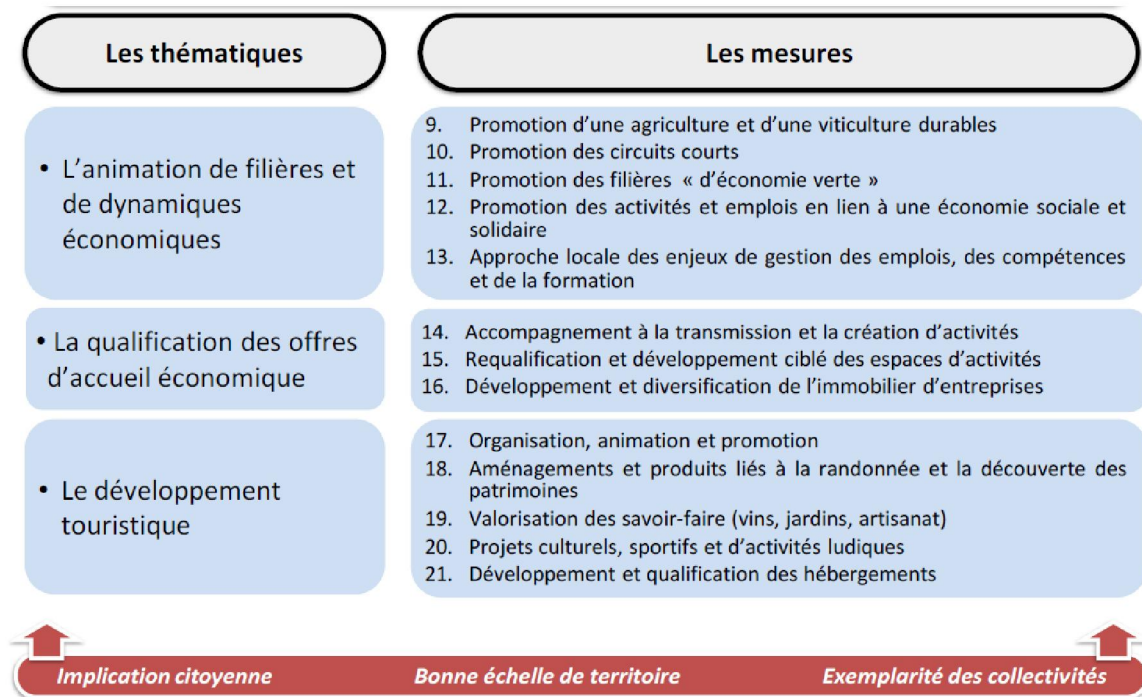 Les thématiques
Les mesures
• L'animation de filières et
de dynamiques
économiques
9. Promotion d'une agriculture et d'une viticulture durables
10. Promotion des circuits courts
11. Promotion des filières « d'économie verte »
12. Promotion des activités et emplois en lien à une économie sociale et
solidaire
13. Approche locale des enjeux de gestion des emplois, des compétences
et de la formation
• La qualification des offres
d'accueil économique
14. Accompagnement à la transmission et la création d'activités
15. Requalification et développement ciblé des espaces d'activités
16. Développement et diversification de l'immobilier d'entreprises
• Le développement
touristique
17. Organisation, animation et promotion
18. Aménagements et produits liés à la randonnée et la découverte des
patrimoines
19. Valorisation des savoir-faire (vins, jardins, artisanat)
20. Projets culturels, sportifs et d'activités ludiques
21. Développement et qualification des hébergements
Implication citoyenne Bonne échelle de territoire Exemplarité des collectivités